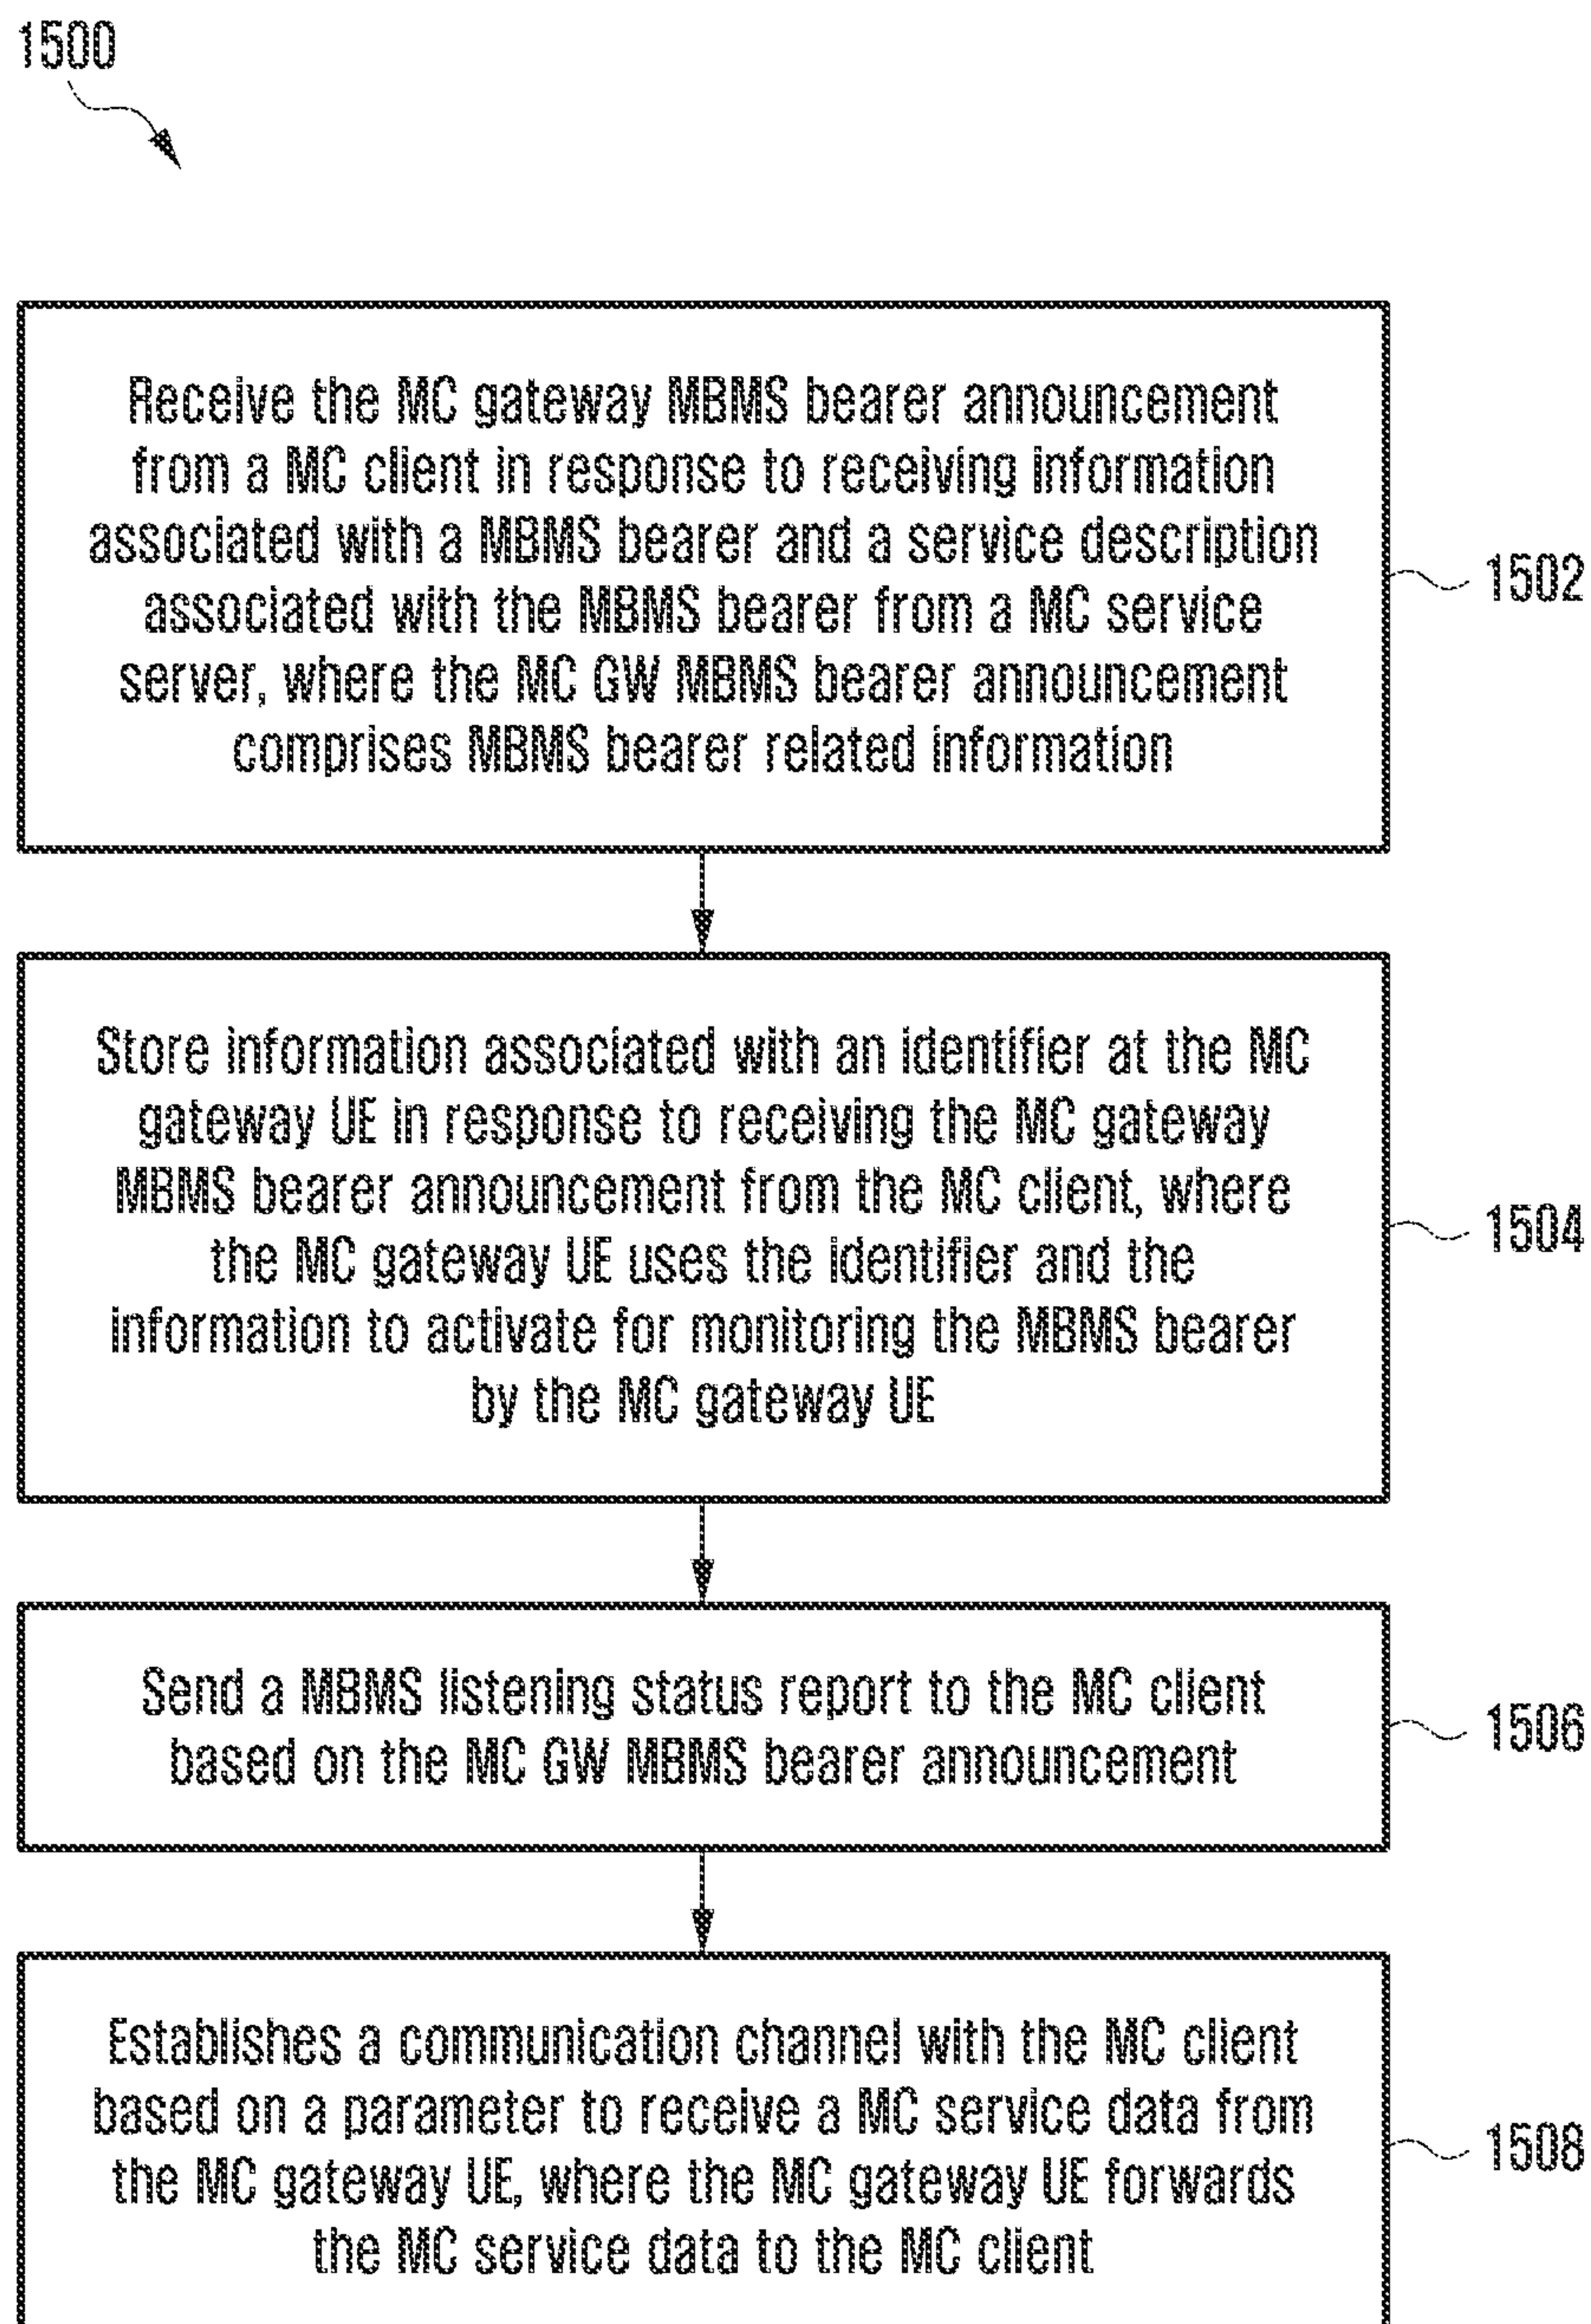 1500
Receive the MC gateway MBMS bearer announcement
from a MC client in response to receiving information
associated with a MBMS bearer and a service description
associated with the MBMS bearer from a MC service
server, where the MC GW MBMS bearer announcement
comprises MBMS bearer related information
1502
Store information associated with an identifier at the MC
gateway UE in response to receiving the MC gateway
MBMS bearer announcement from the MC client, where
the MC gateway UE uses the identifier and the
information to activate for monitoring the MBMS bearer
by the MC gateway UE
1504
Send a MBMS listening status report to the MC client
based on the MC GW MBMS bearer announcement
1506
Establishes a communication channel with the MC client
based on a parameter to receive a MC service data from
the MC gateway UE, where the MC gateway UE forwards
the MC service data to the MC client
1508